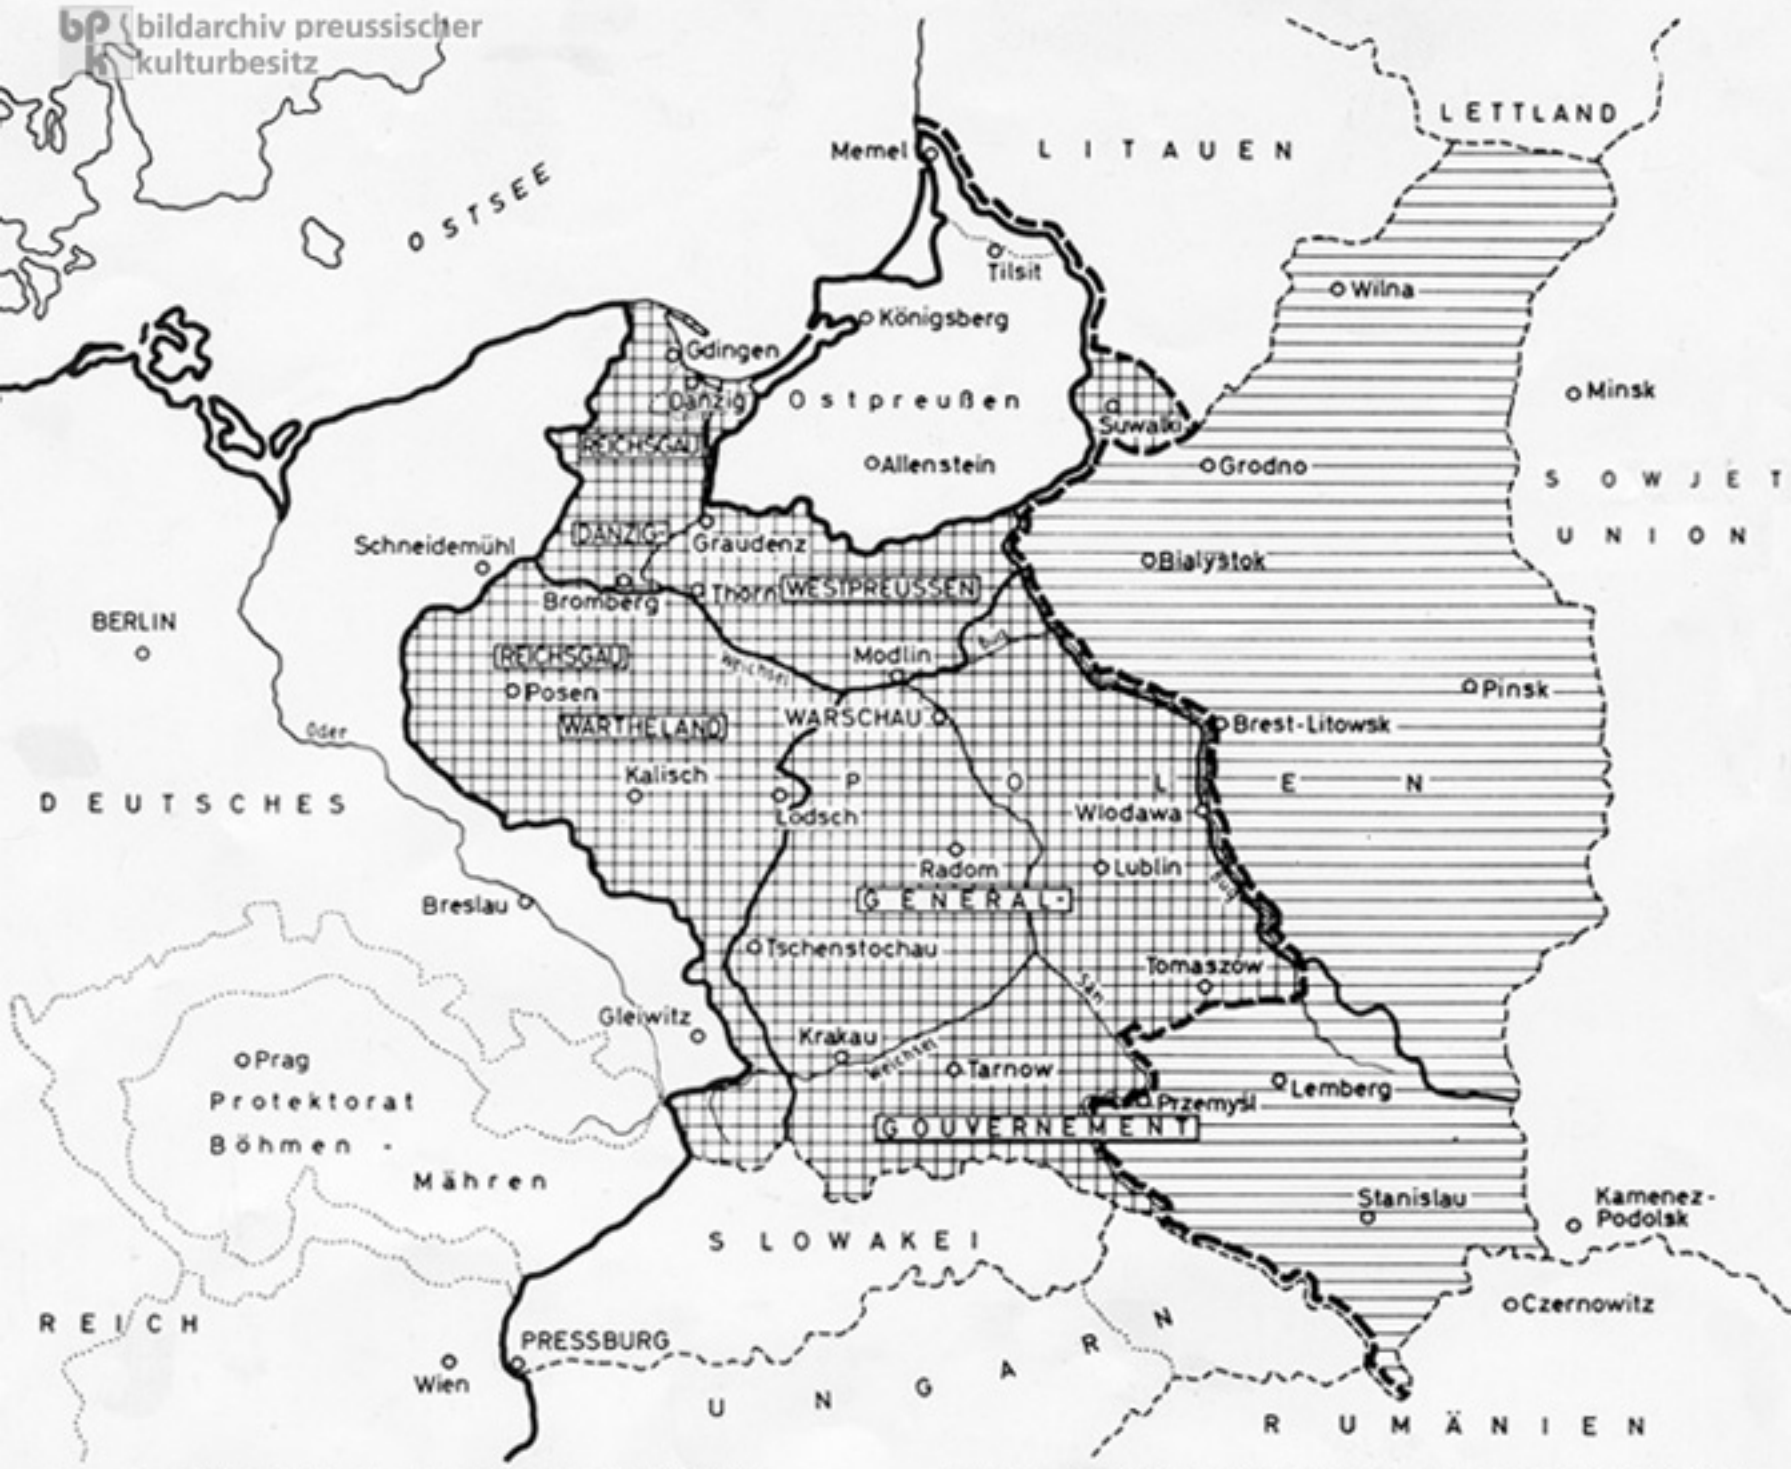 bpk bildarchiv preussischer
kulturbesitz
LETTLAND
Memel
LITAUEN
OSTSEE
Tilsit
Wilna
Königsberg
Gdingen
Minsk
Danzig
Ostpreußen
Suwalki
REICHSGAU
Allenstein
Grodno
SOWJET
UNION
DANZIG-
Schneidemühl
Graudenz
Bialystok
WESTPREUSSEN
Thorn
Bromberg
BERLIN
Bug
REICHSGAU
Modlin
Weichsel
Posen
Pinsk
WARSCHAU
WARTHELAND
Brest-Litowsk
Oder
Kalisch
POLEN
DEUTSCHES
Lodsch
Wlodawa
Radom
Lublin
Bug
GENERAL-
Breslau
Tschenstochau
Tomaszow
San
Gleiwitz
Krakau
Weichsel
Prag
Tarnow
Lemberg
Protektorat
Przemysl
Böhmen -
GOUVERNEMENT
Mähren
Stanislau
Kamenez-
Podolsk
SLOWAKEI
Czernowitz
REICH
PRESSBURG
Wien
UNGARN
RUMÄNIEN